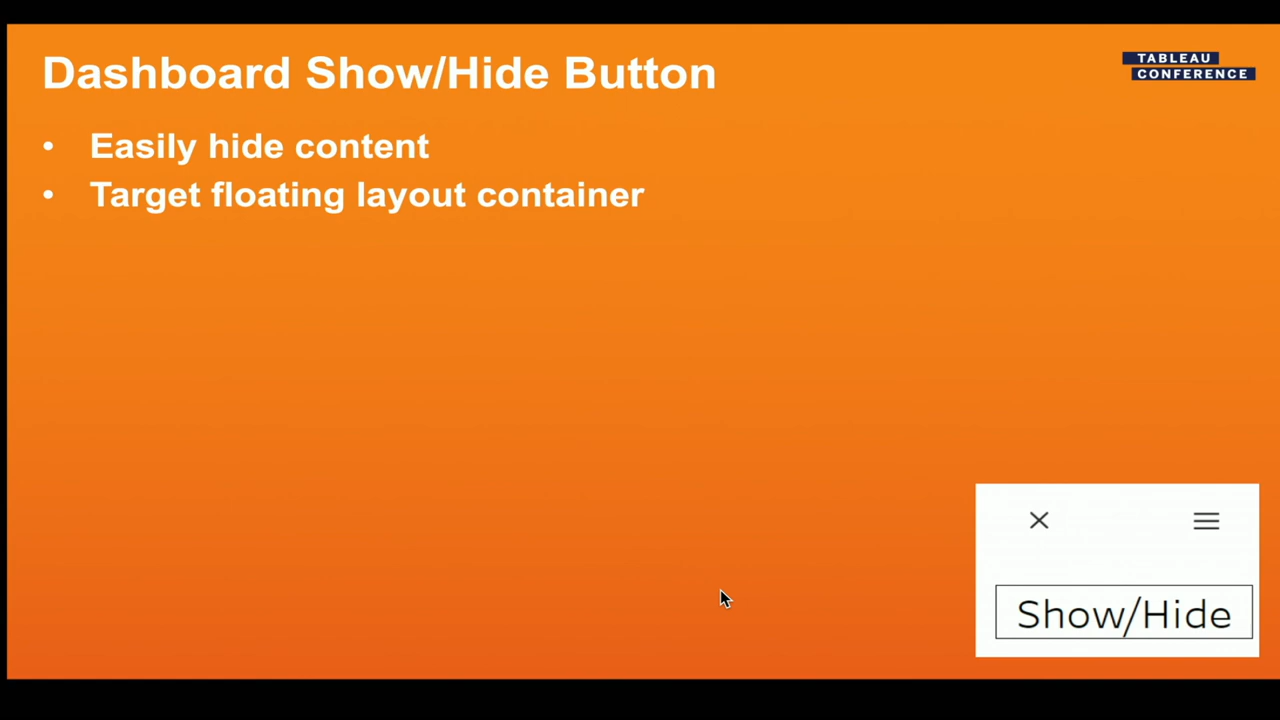 Dashboard Show/Hide Button
TABLEAU
CONFERENCE
• Easily hide content
• Target floating layout container
Show/Hide